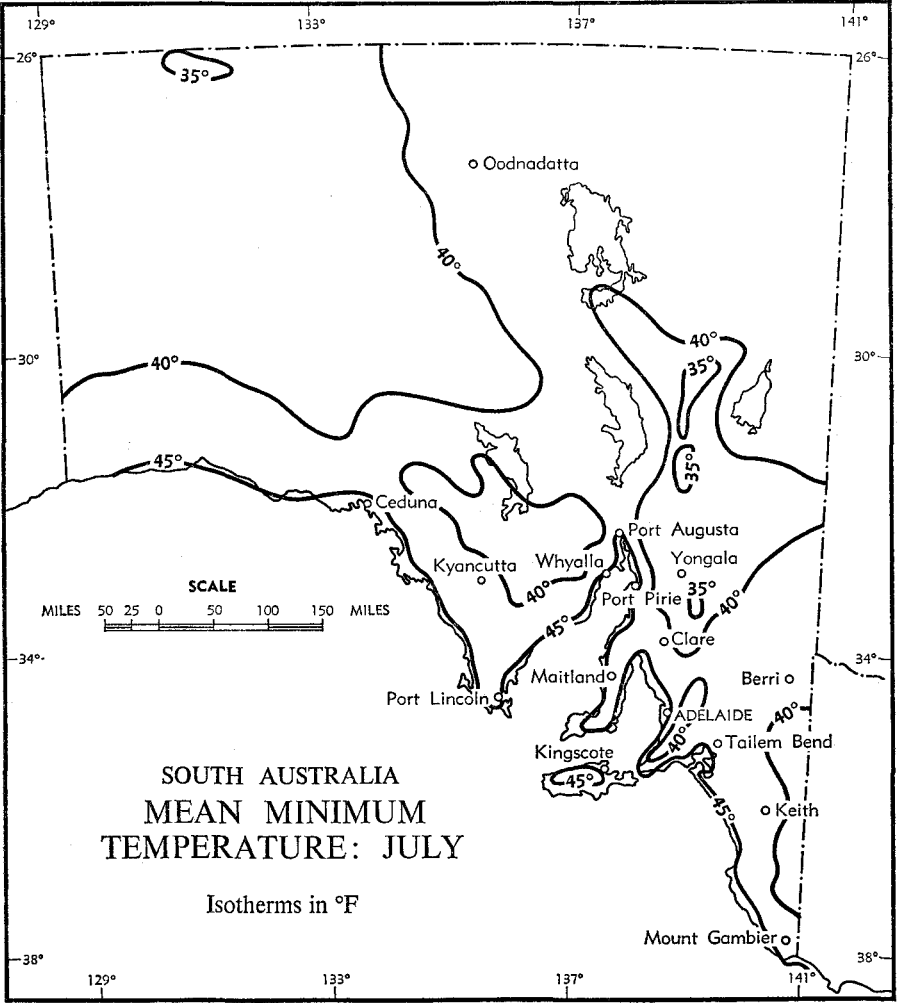 129° 133° 137° 141°
26° 35° 26°
Oodnadatta
40°
30° 40° 40° 30°
35°
45° 35°
Ceduna
Port Augusta
Kyancutta Whyalla Yongala
SCALE 40° Port Pirie 35° 40°
MILES 50 25 0 50 100 150 MILES
45° Clare
34° 34°
Maitland Berri
Port Lincoln
ADELAIDE 40°
40° Tailem Bend
Kingscote
SOUTH AUSTRALIA 45°
MEAN MINIMUM 45° Keith
TEMPERATURE: JULY
Isotherms in °F
Mount Gambier
38° 38°
129° 133° 137° 141°